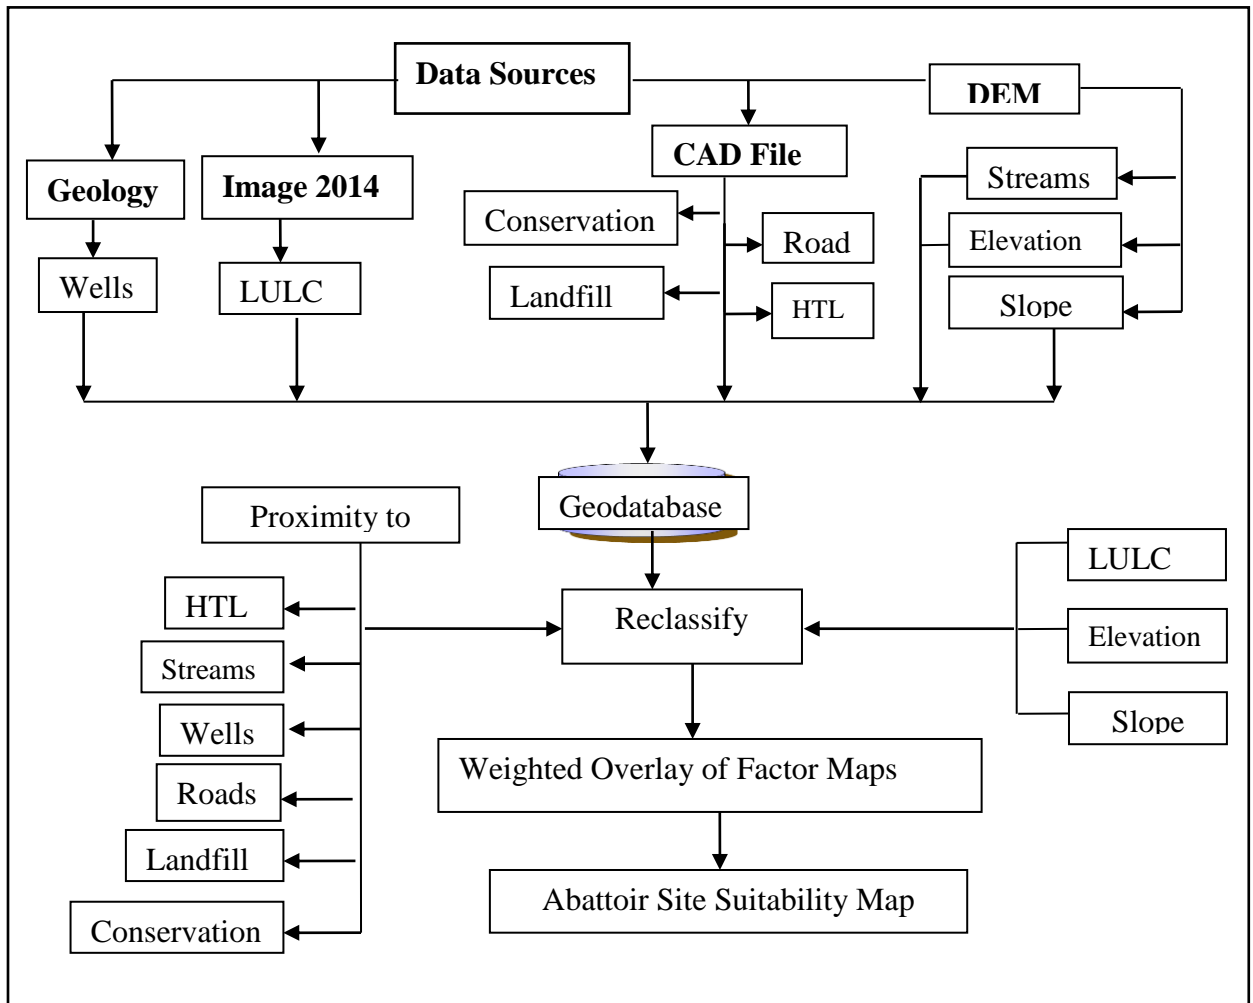 Data Sources
DEM
CAD File
Geology
Image 2014
Streams
Conservation
Road
Elevation
Wells
LULC
Landfill
HTL
Slope
Geodatabase
Proximity to
LULC
HTL
Reclassify
Elevation
Streams
Wells
Slope
Weighted Overlay of Factor Maps
Roads
Landfill
Abattoir Site Suitability Map
Conservation